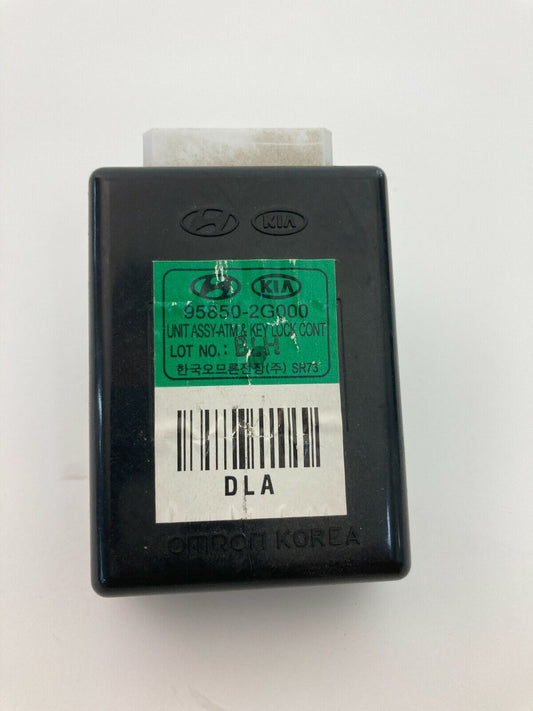 KIA
KIA
95850-2G000
UNIT ASSY-ATM & KEY LOCK CONT
LOT NO.: DLH
한국오므론전장(주) SR73
DLA
OMRON KOREA